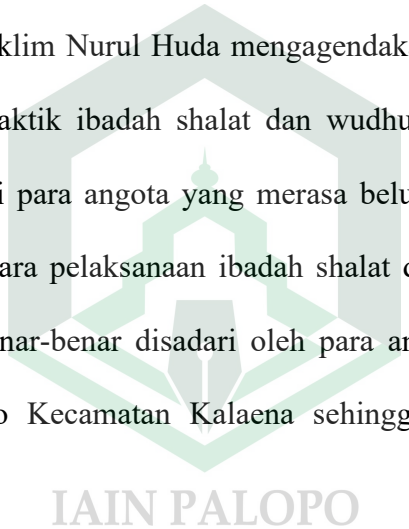 klim Nurul Huda mengagendak
aktik ibadah shalat dan wudhu
i para angota yang merasa belu
ara pelaksanaan ibadah shalat d
nar-benar disadari oleh para an
o Kecamatan Kalaena sehingg
IAIN PALOPO